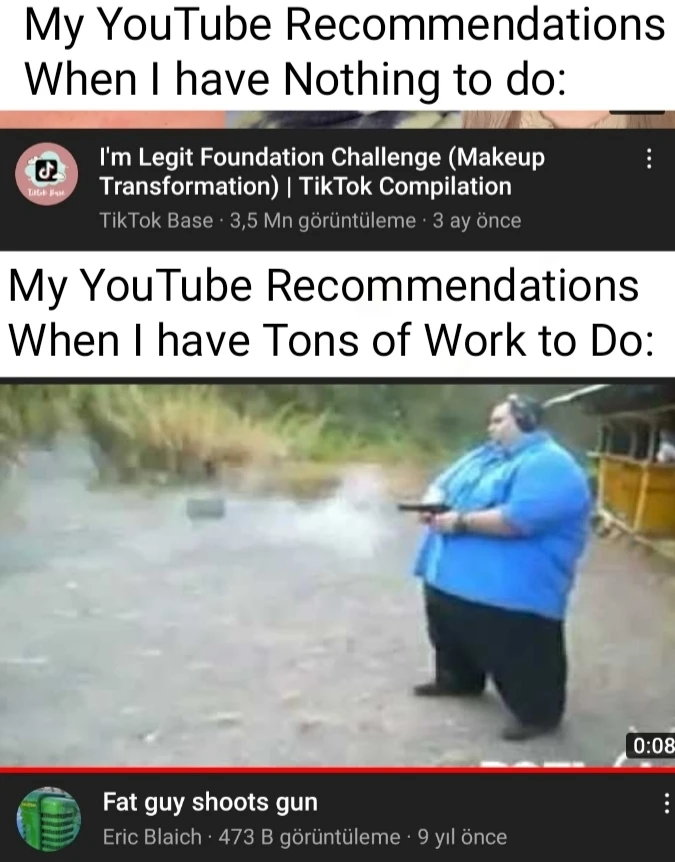 My YouTube Recommendations
When I have Nothing to do:
I'm Legit Foundation Challenge (Makeup
Transformation) | TikTok Compilation
TikTok Base
TikTok Base · 3,5 Mn görüntüleme · 3 ay önce
My YouTube Recommendations
When I have Tons of Work to Do:
0:08
Fat guy shoots gun
Eric Blaich · 473 B görüntüleme · 9 yıl önce